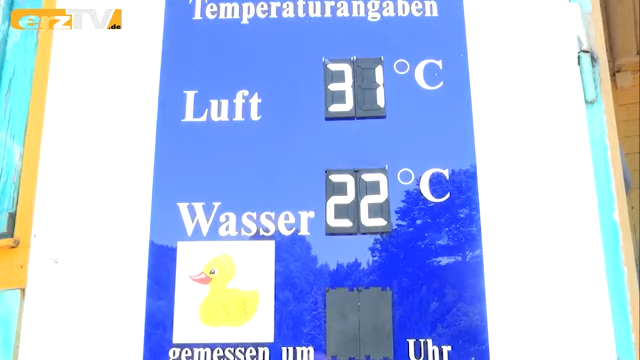 erzTV.de
Temperaturangaben
Luft 31 °C
Wasser 22 °C
gemessen um Uhr